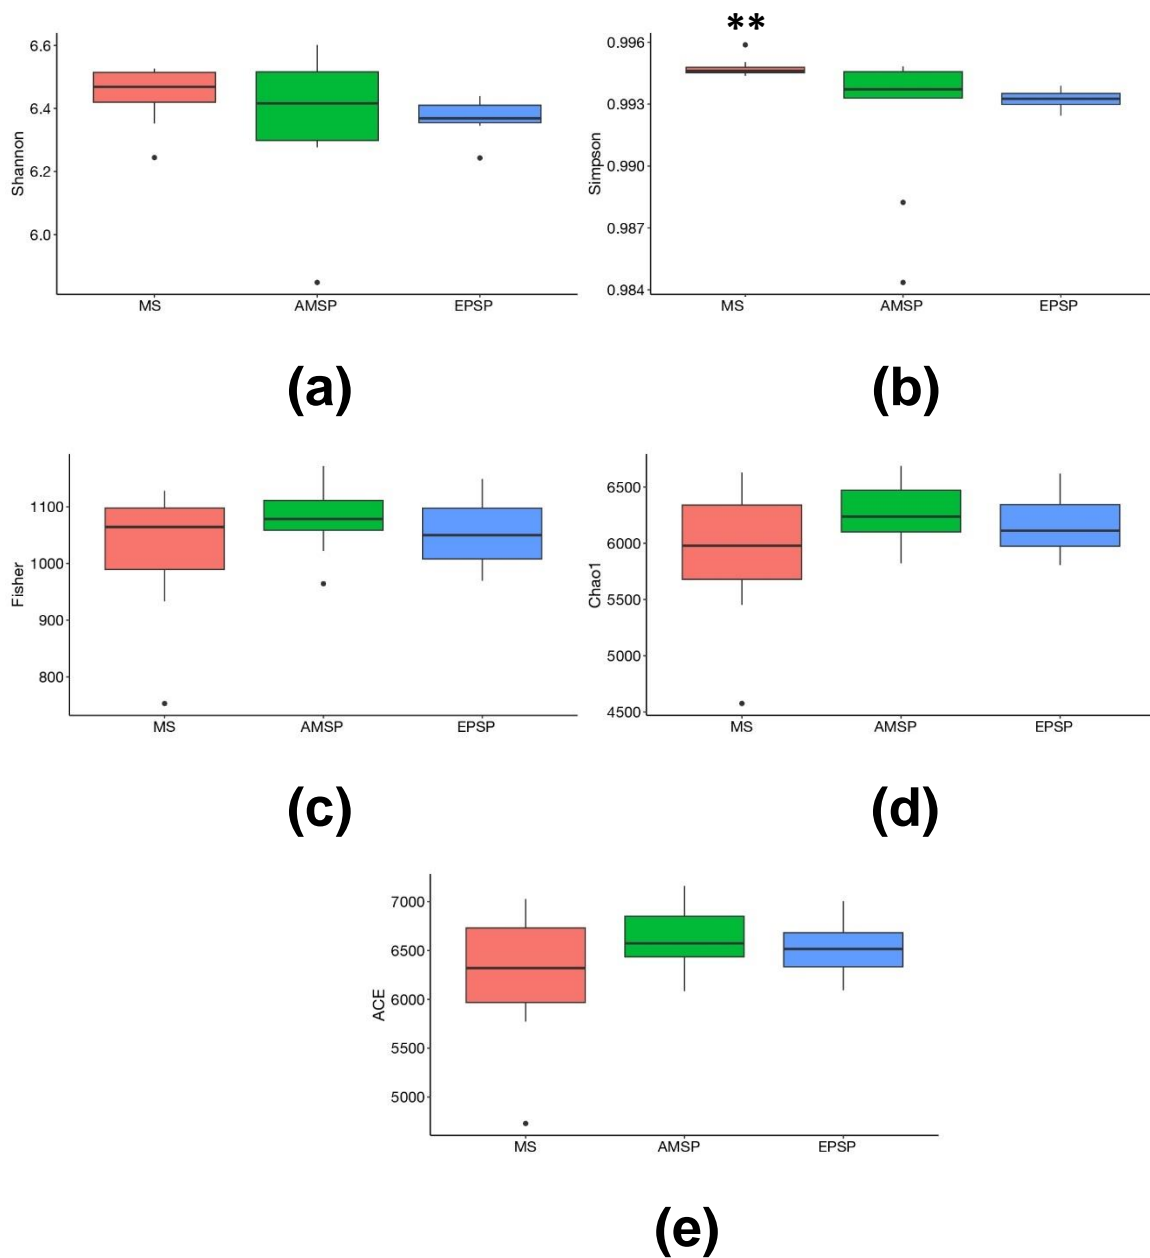 **
Shannon
6.6
6.4
6.2
6.0
MS AMSP EPSP
(a)
Simpson
0.996
0.993
0.990
0.987
0.984
MS AMSP EPSP
(b)
Fisher
1100
1000
900
800
MS AMSP EPSP
(c)
Chao1
6500
6000
5500
5000
4500
MS AMSP EPSP
(d)
ACE
7000
6500
6000
5500
5000
MS AMSP EPSP
(e)